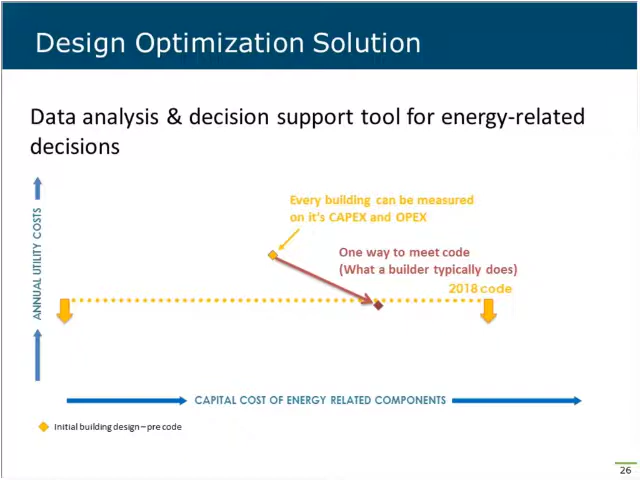 Design Optimization Solution
Data analysis & decision support tool for energy-related
decisions
Every building can be measured
on it's CAPEX and OPEX
One way to meet code
(What a builder typically does)
2018 code
ANNUAL UTILITY COSTS
CAPITAL COST OF ENERGY RELATED COMPONENTS
Initial building design – pre code
26